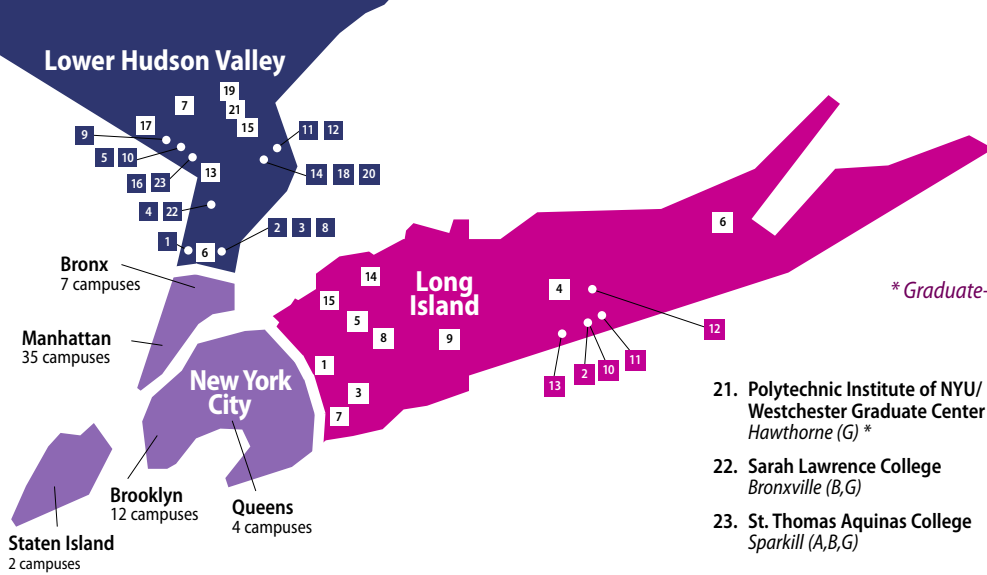 Lower Hudson Valley
19
7
21
17
15
9
11 12
5 10
13
14 18 20
16 23
4 22
2 3 8
1
6
Bronx
7 campuses
Manhattan
35 campuses
New York
City
Brooklyn
12 campuses
Queens
4 campuses
Staten Island
2 campuses
Long
Island
6
14
4
15
5
8
9
12
1
11
2 10
13
3
7
* Graduate-
21. Polytechnic Institute of NYU/
Westchester Graduate Center
Hawthorne (G) *
22. Sarah Lawrence College
Bronxville (B,G)
23. St. Thomas Aquinas College
Sparkill (A,B,G)